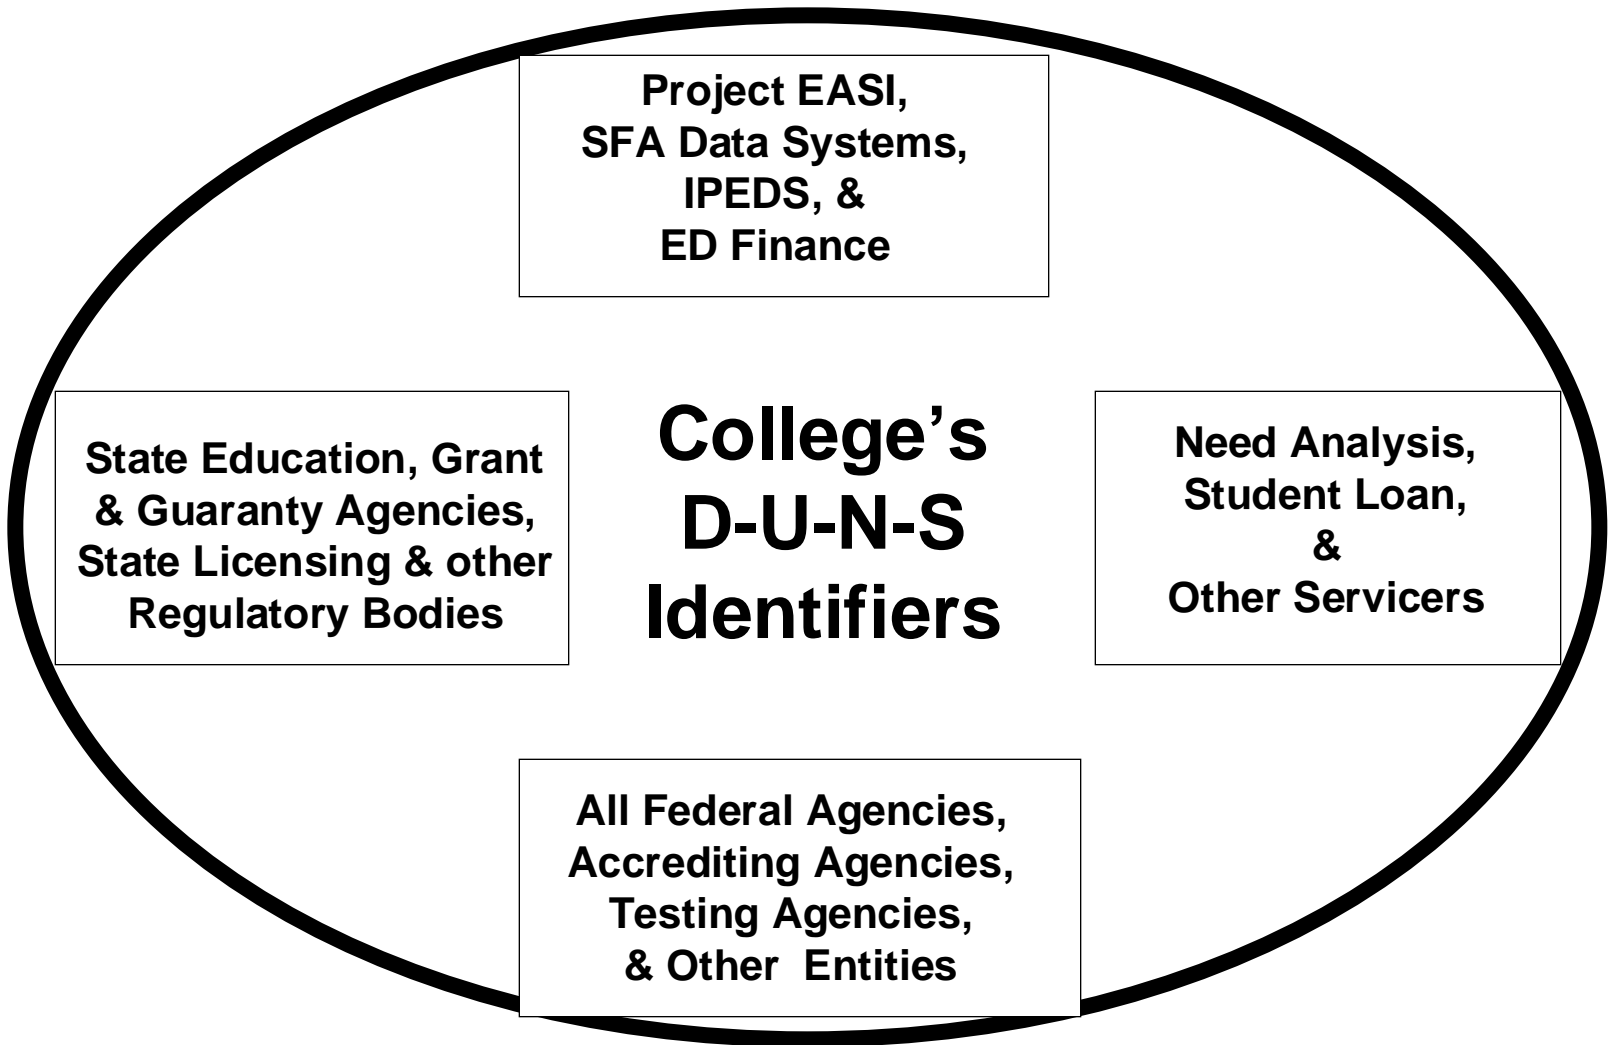 Project EASI,
SFA Data Systems,
IPEDS, &
ED Finance
State Education, Grant
& Guaranty Agencies,
State Licensing & other
Regulatory Bodies
College’s
D-U-N-S
Identifiers
Need Analysis,
Student Loan,
&
Other Servicers
All Federal Agencies,
Accrediting Agencies,
Testing Agencies,
& Other  Entities